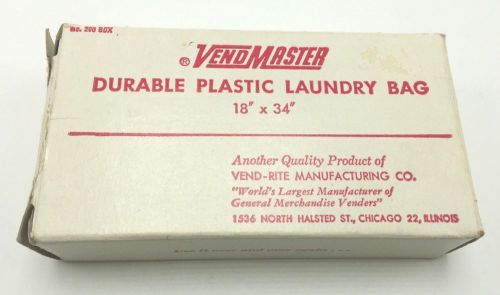 No. 200 BOX
® VENDMASTER
DURABLE PLASTIC LAUNDRY BAG
18" x 34"
Another Quality Product of
VEND-RITE MANUFACTURING CO.
"World's Largest Manufacturer of
General Merchandise Venders"
1536 NORTH HALSTED ST., CHICAGO 22, ILLINOIS